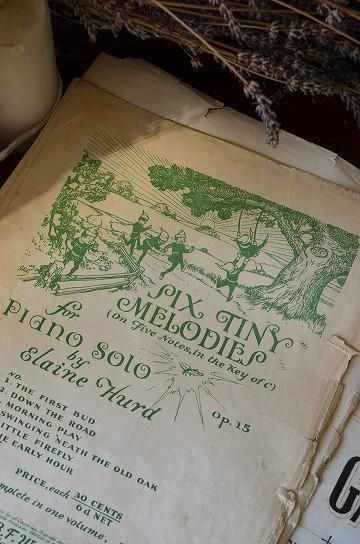 SIX TINY
MELODIES
(on Five Notes, in the Key of C)
for
PIANO SOLO
by
Elaine Hurd
Op. 15
No.
1. THE FIRST BUD
2. DOWN THE ROAD
MORNING PLAY
SWINGING 'NEATH THE OLD OAK
LITTLE FIREFLY
EARLY HOUR
PRICE, each 30 CENTS
6d NET
in one volume,